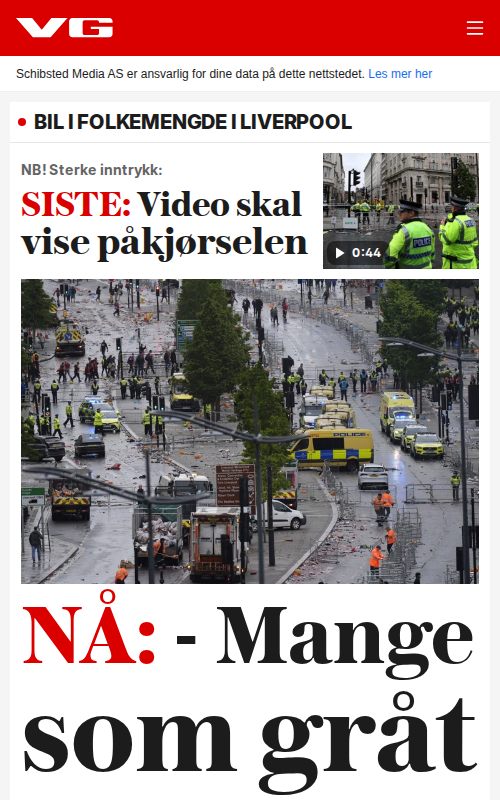 VG
Schibsted Media AS er ansvarlig for dine data på dette nettstedet. Les mer her
BIL I FOLKEMENGDE I LIVERPOOL
NB! Sterke inntrykk:
SISTE: Video skal
vise påkjørselen
POLICE
0:44
POLICE
NÅ: - Mange
som gråt